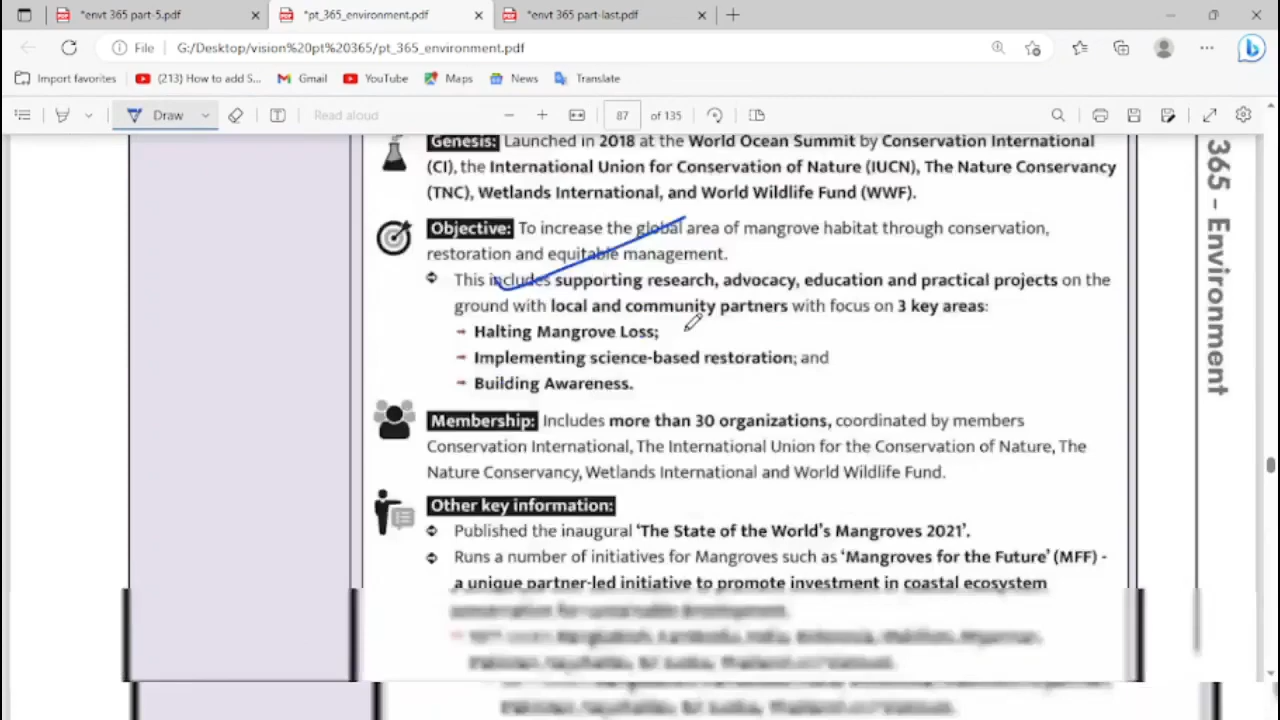 *envt 365 part-5.pdf
*pt_365_environment.pdf
*envt 365 part-last.pdf
File G:/Desktop/vision%20pt%20365/pt_365_environment.pdf
Import favorites (213) How to add S... Gmail YouTube Maps News Translate
Draw Read aloud 87 of 135
Genesis: Launched in 2018 at the World Ocean Summit by Conservation International
(CI), the International Union for Conservation of Nature (IUCN), The Nature Conservancy
(TNC), Wetlands International, and World Wildlife Fund (WWF).
Objective: To increase the global area of mangrove habitat through conservation,
restoration and equitable management.
This includes supporting research, advocacy, education and practical projects on the
ground with local and community partners with focus on 3 key areas:
Halting Mangrove Loss;
Implementing science-based restoration; and
Building Awareness.
Membership: Includes more than 30 organizations, coordinated by members
Conservation International, The International Union for the Conservation of Nature, The
Nature Conservancy, Wetlands International and World Wildlife Fund.
Other key information:
Published the inaugural ‘The State of the World’s Mangroves 2021’.
Runs a number of initiatives for Mangroves such as ‘Mangroves for the Future’ (MFF) -
a unique partner-led initiative to promote investment in coastal ecosystem
365 - Environment